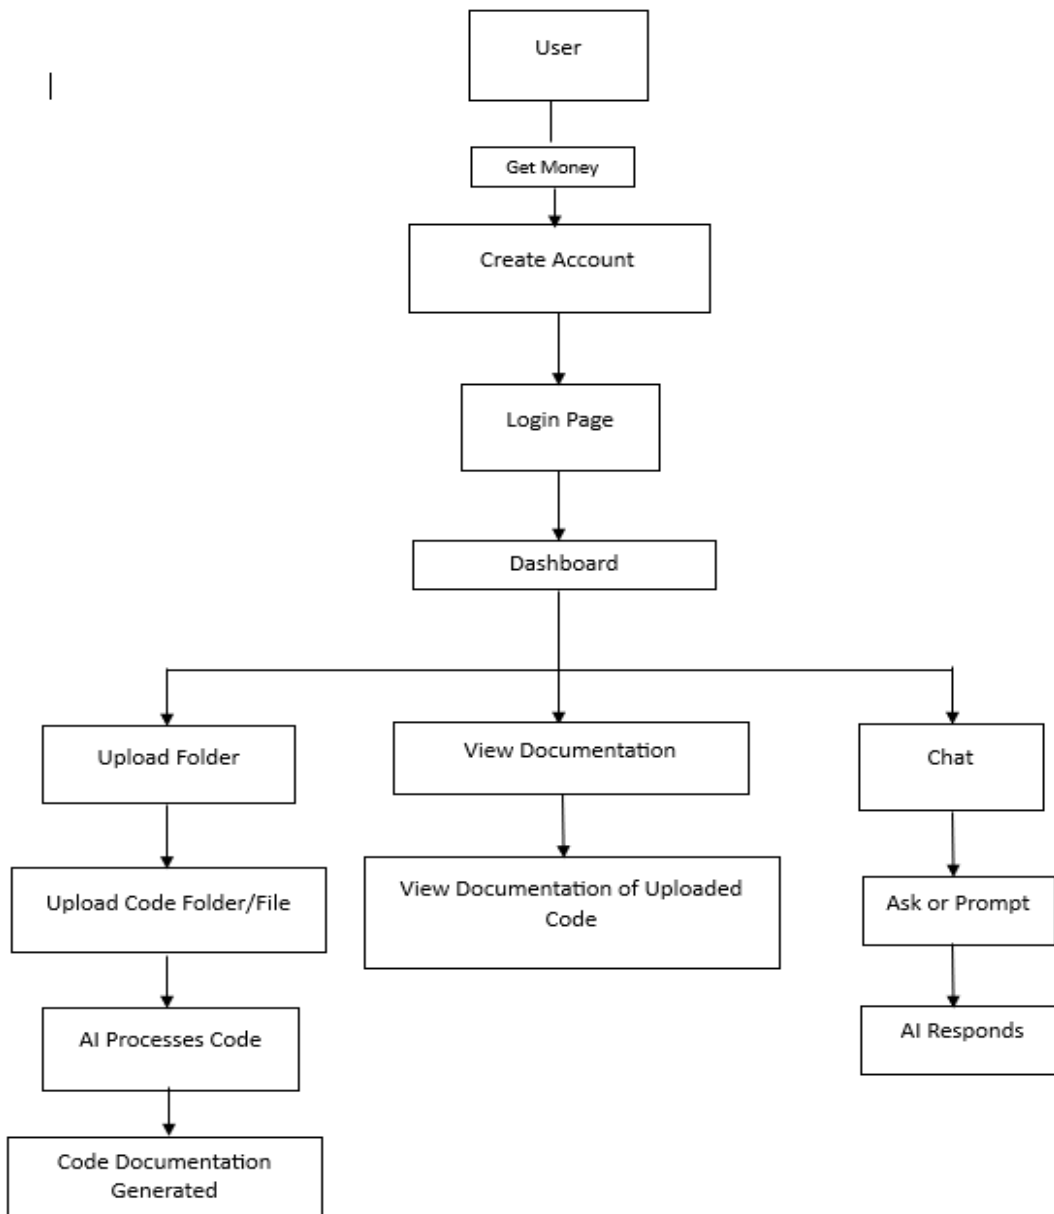 User
Get Money
Create Account
Login Page
Dashboard
Upload Folder
View Documentation
Chat
Upload Code Folder/File
View Documentation of Uploaded
Code
Ask or Prompt
AI Processes Code
AI Responds
Code Documentation
Generated